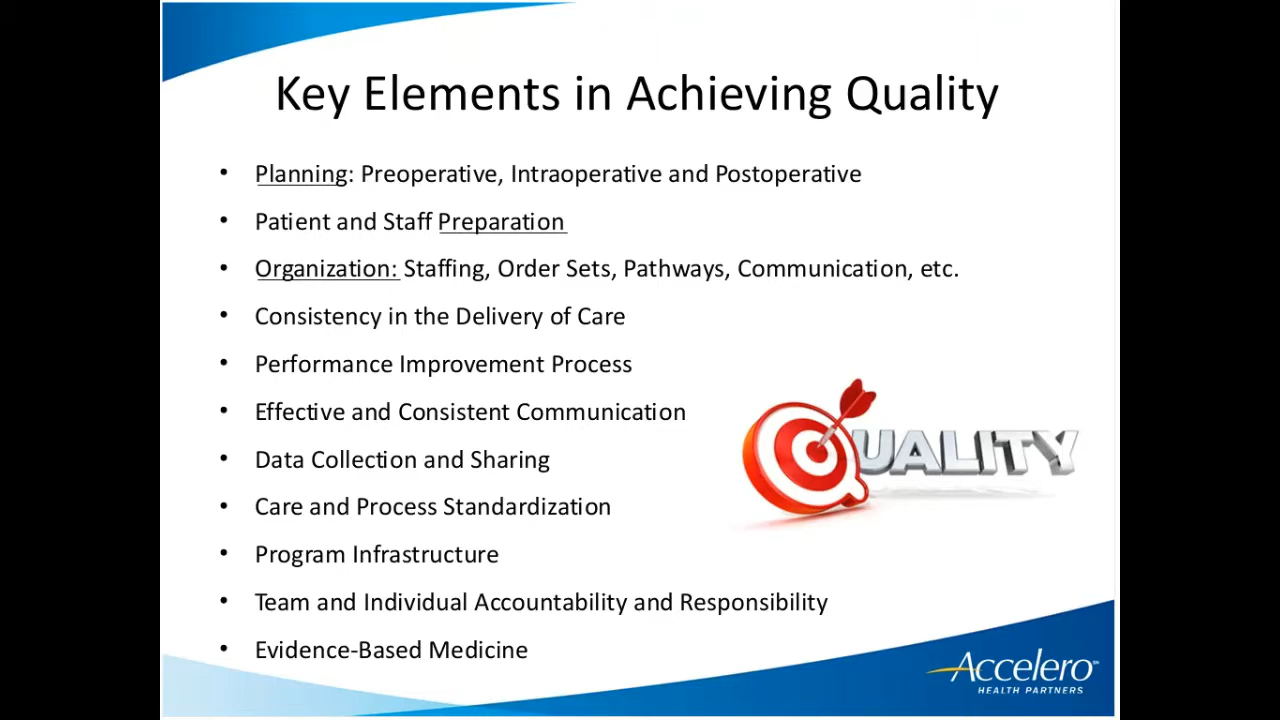 Key Elements in Achieving Quality
• Planning: Preoperative, Intraoperative and Postoperative
• Patient and Staff Preparation
• Organization: Staffing, Order Sets, Pathways, Communication, etc.
• Consistency in the Delivery of Care
• Performance Improvement Process
• Effective and Consistent Communication
• Data Collection and Sharing
• Care and Process Standardization
• Program Infrastructure
• Team and Individual Accountability and Responsibility
• Evidence-Based Medicine
QUALITY
Accelero
HEALTH PARTNERS